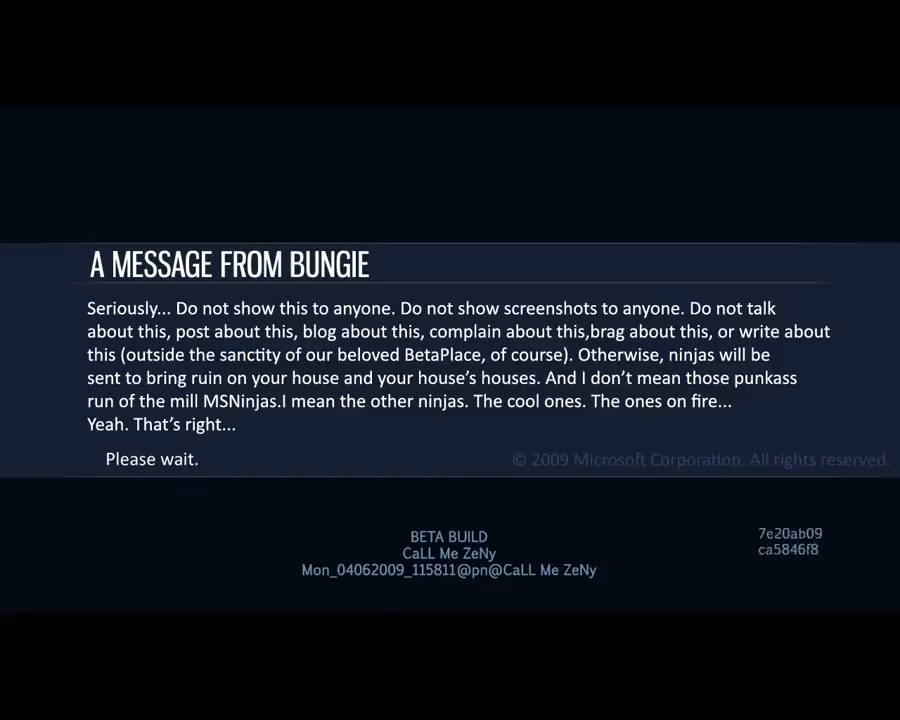 A MESSAGE FROM BUNGIE
Seriously... Do not show this to anyone. Do not show screenshots to anyone. Do not talk
about this, post about this, blog about this, complain about this,brag about this, or write about
this (outside the sanctity of our beloved BetaPlace, of course). Otherwise, ninjas will be
sent to bring ruin on your house and your house's houses. And I don't mean those punkass
run of the mill MSNinjas.I mean the other ninjas. The cool ones. The ones on fire...
Yeah. That's right...
Please wait.
© 2009 Microsoft Corporation. All rights reserved.
BETA BUILD
CaLL Me ZeNy
Mon_04062009_115811@pn@CaLL Me ZeNy
7e20ab09
ca5846f8